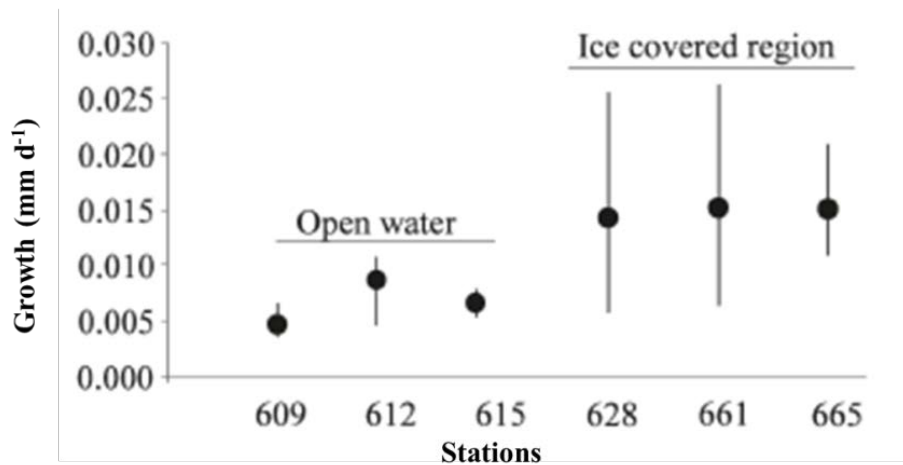 0.030
Ice covered region
0.025
0.020
0.015
Open water
0.010
0.005
0.000
609 612 615 628 661 665
Stations
Growth (mm d-1)